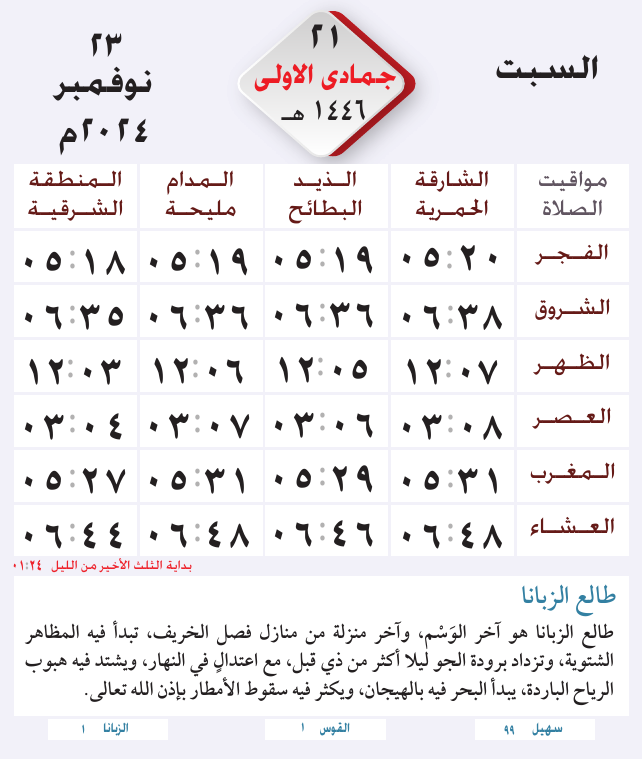 السبت
٢١
جمادى الاولى
١٤٤٦ هـ
٢٣
نوفمبر
٢٠٢٤م
مواقيت الصلاة | الشارقة الحمرية | الذيد البطائح | المدام مليحة | المنطقة الشرقية
الفجر ٠٥:٢٠ ٠٥:١٩ ٠٥:١٩ ٠٥:١٨
الشروق ٠٦:٣٨ ٠٦:٣٦ ٠٦:٣٦ ٠٦:٣٥
الظهر ١٢:٠٧ ١٢:٠٥ ١٢:٠٦ ١٢:٠٣
العصر ٠٣:٠٨ ٠٣:٠٦ ٠٣:٠٧ ٠٣:٠٤
المغرب ٠٥:٣١ ٠٥:٢٩ ٠٥:٣١ ٠٥:٢٧
العشاء ٠٦:٤٨ ٠٦:٤٦ ٠٦:٤٨ ٠٦:٤٤
بداية الثلث الأخير من الليل ٠١:٢٤
طالع الزبانا
طالع الزبانا هو آخر الوَسْم، وآخر منزلة من منازل فصل الخريف، تبدأ فيه المظاهر
الشتوية، وتزداد برودة الجو ليلا أكثر من ذي قبل، مع اعتدالٍ في النهار، ويشتد فيه هبوب
الرياح الباردة، يبدأ البحر فيه بالهيجان، ويكثر فيه سقوط الأمطار بإذن الله تعالى.
سهيل ٩٩
القوس ١
الزبانا ١